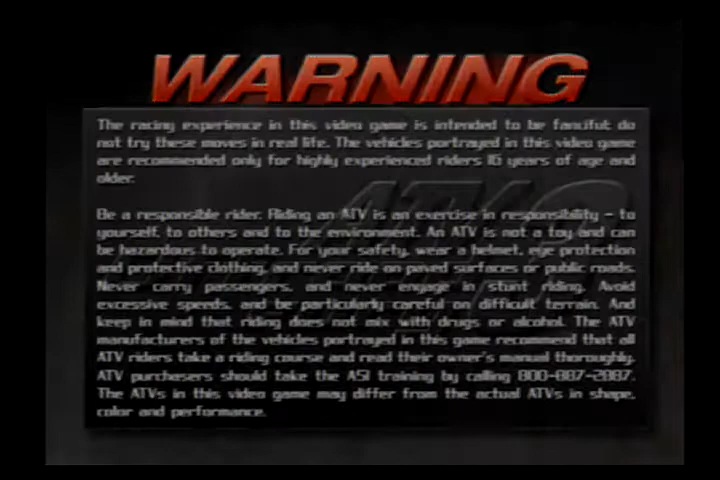 WARNING
The racing experience in this video game is intended to be fanciful; do
not try these moves in real life. The vehicles portrayed in this video game
are recommended only for highly experienced riders 16 years of age and
older.
Be a responsible rider. Riding an ATV is an exercise in responsibility - to
yourself, to others and to the environment. An ATV is not a toy and can
be hazardous to operate. For your safety, wear a helmet, eye protection
and protective clothing, and never ride on paved surfaces or public roads.
Never carry passengers, and never engage in stunt riding. Avoid
excessive speeds, and be particularly careful on difficult terrain. And
keep in mind that riding does not mix with drugs or alcohol. The ATV
manufacturers of the vehicles portrayed in this game recommend that all
ATV riders take a riding course and read their owner's manual thoroughly.
ATV purchasers should take the ASI training by calling 800-887-2887.
The ATVs in this video game may differ from the actual ATVs in shape,
color and performance.